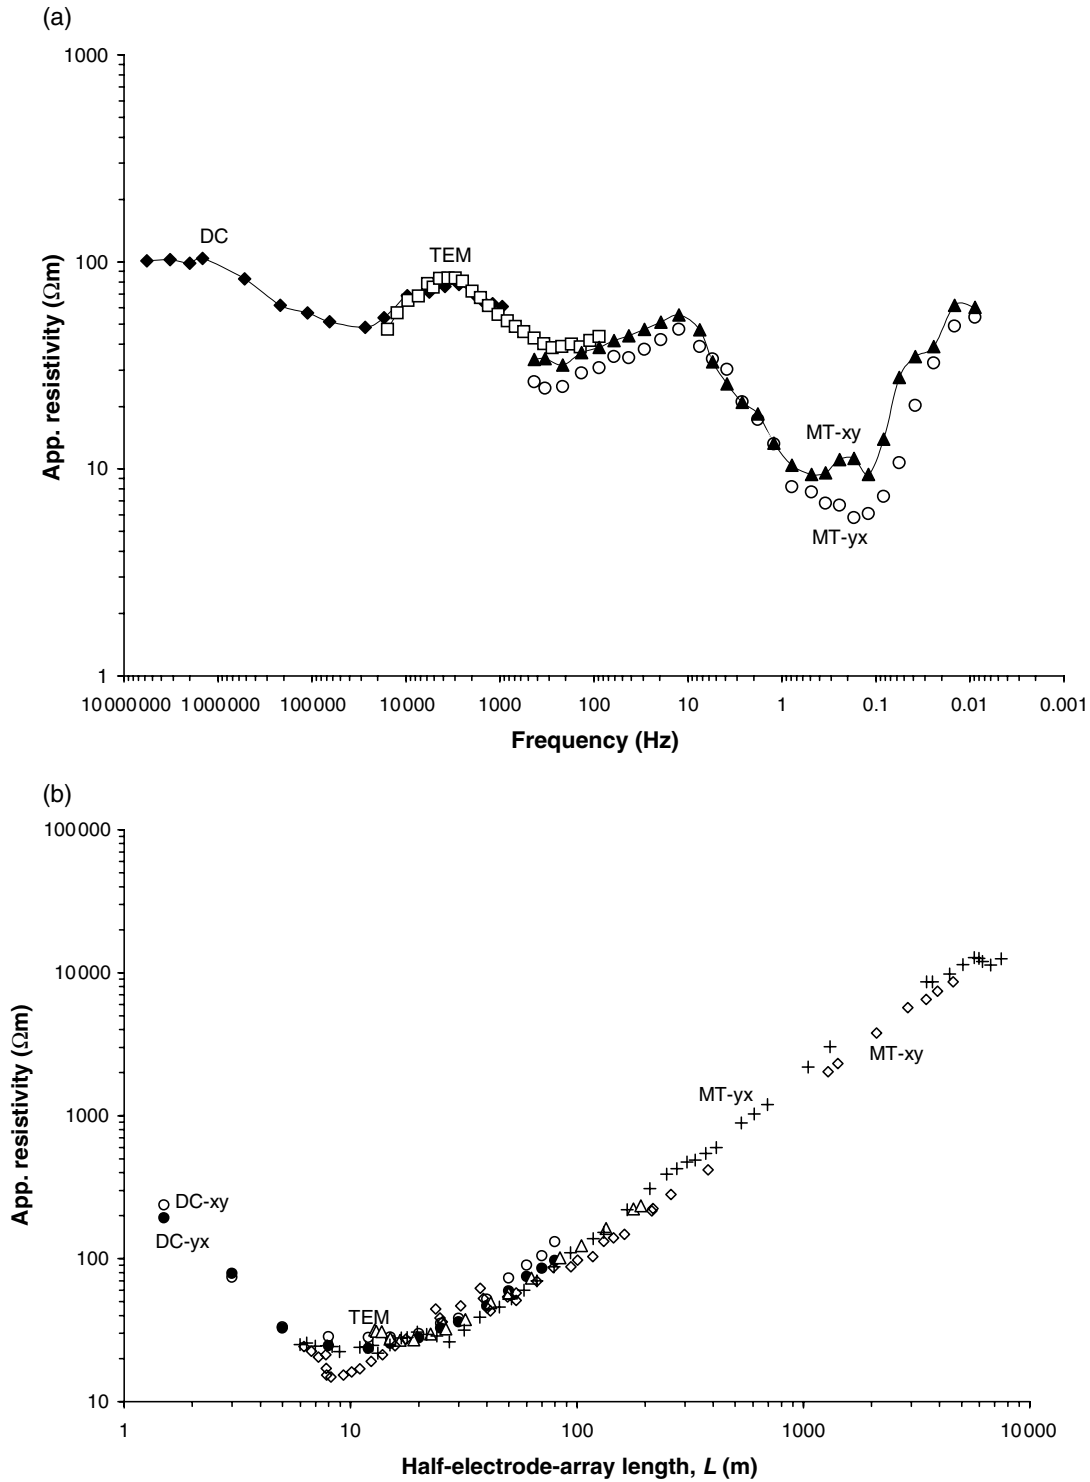 (a)
1000
100
10
1
App. resistivity (Ωm)
DC
TEM
MT-xy
MT-yx
10 000 000 1 000 000 100 000 10 000 1000 100 10 1 0.1 0.01 0.001
Frequency (Hz)
(b)
100 000
10 000
1000
100
10
App. resistivity (Ωm)
MT-xy
MT-yx
DC-xy
DC-yx
TEM
1 10 100 1000 10 000
Half-electrode-array length, L (m)